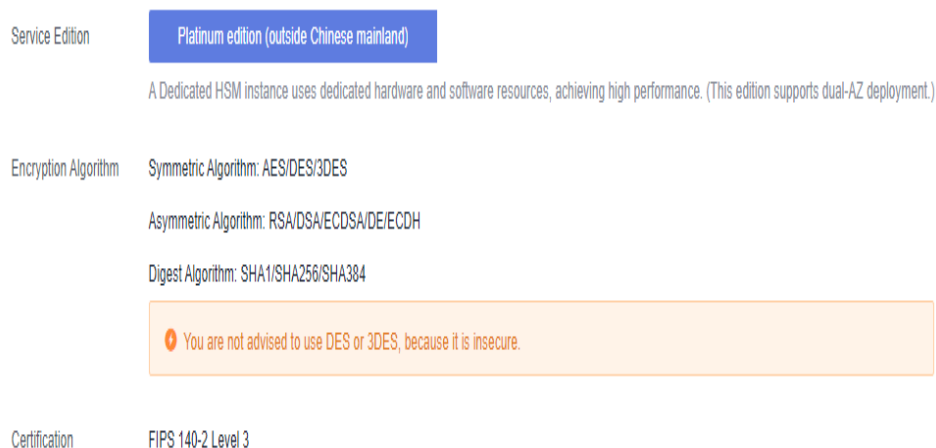 Service Edition Platinum edition (outside Chinese mainland)
A Dedicated HSM instance uses dedicated hardware and software resources, achieving high performance. (This edition supports dual-AZ deployment.)
Encryption Algorithm Symmetric Algorithm: AES/DES/3DES
Asymmetric Algorithm: RSA/DSA/ECDSA/DE/ECDH
Digest Algorithm: SHA1/SHA256/SHA384
You are not advised to use DES or 3DES, because it is insecure.
Certification FIPS 140-2 Level 3